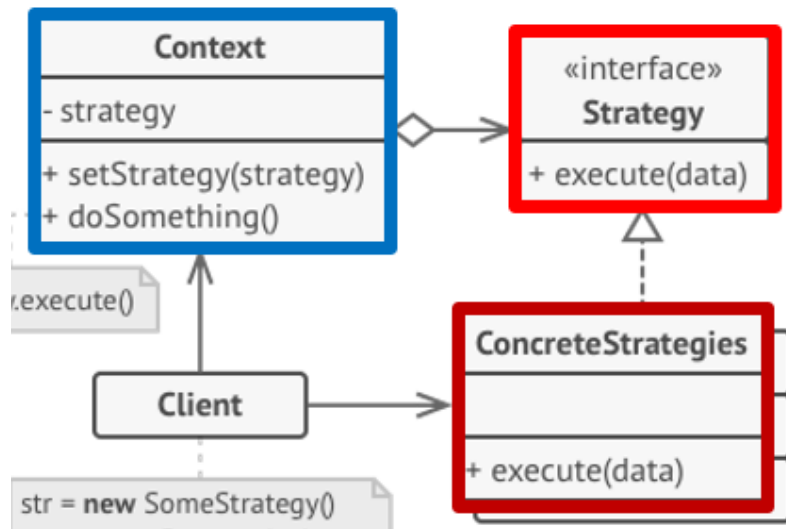 Context
- strategy
+ setStrategy(strategy)
+ doSomething()
«interface»
Strategy
+ execute(data)
.execute()
ConcreteStrategies
+ execute(data)
Client
str = new SomeStrategy()